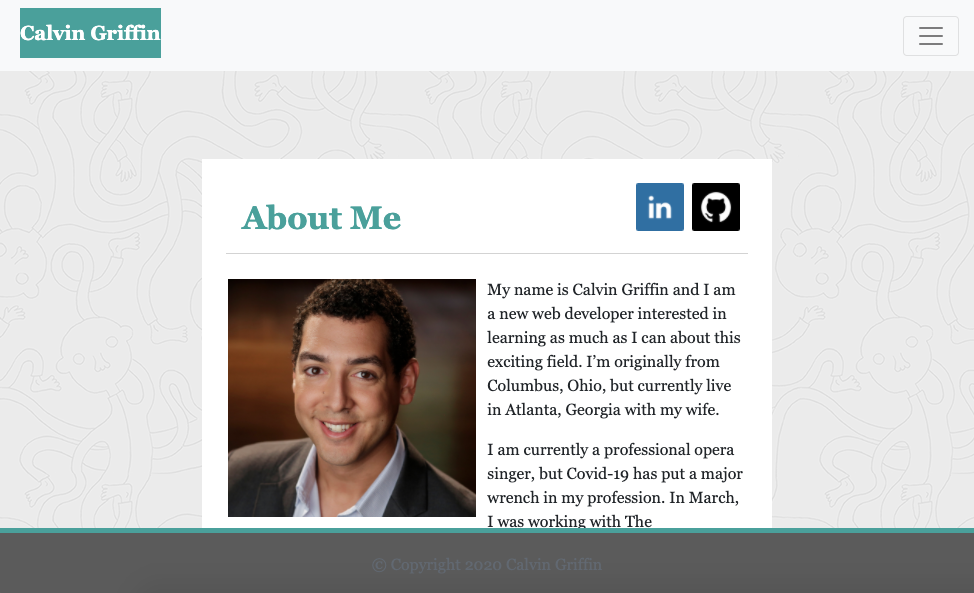 Calvin Griffin
About Me
in
My name is Calvin Griffin and I am
a new web developer interested in
learning as much as I can about this
exciting field. I’m originally from
Columbus, Ohio, but currently live
in Atlanta, Georgia with my wife.
I am currently a professional opera
singer, but Covid-19 has put a major
wrench in my profession. In March,
I was working with The
© Copyright 2020 Calvin Griffin